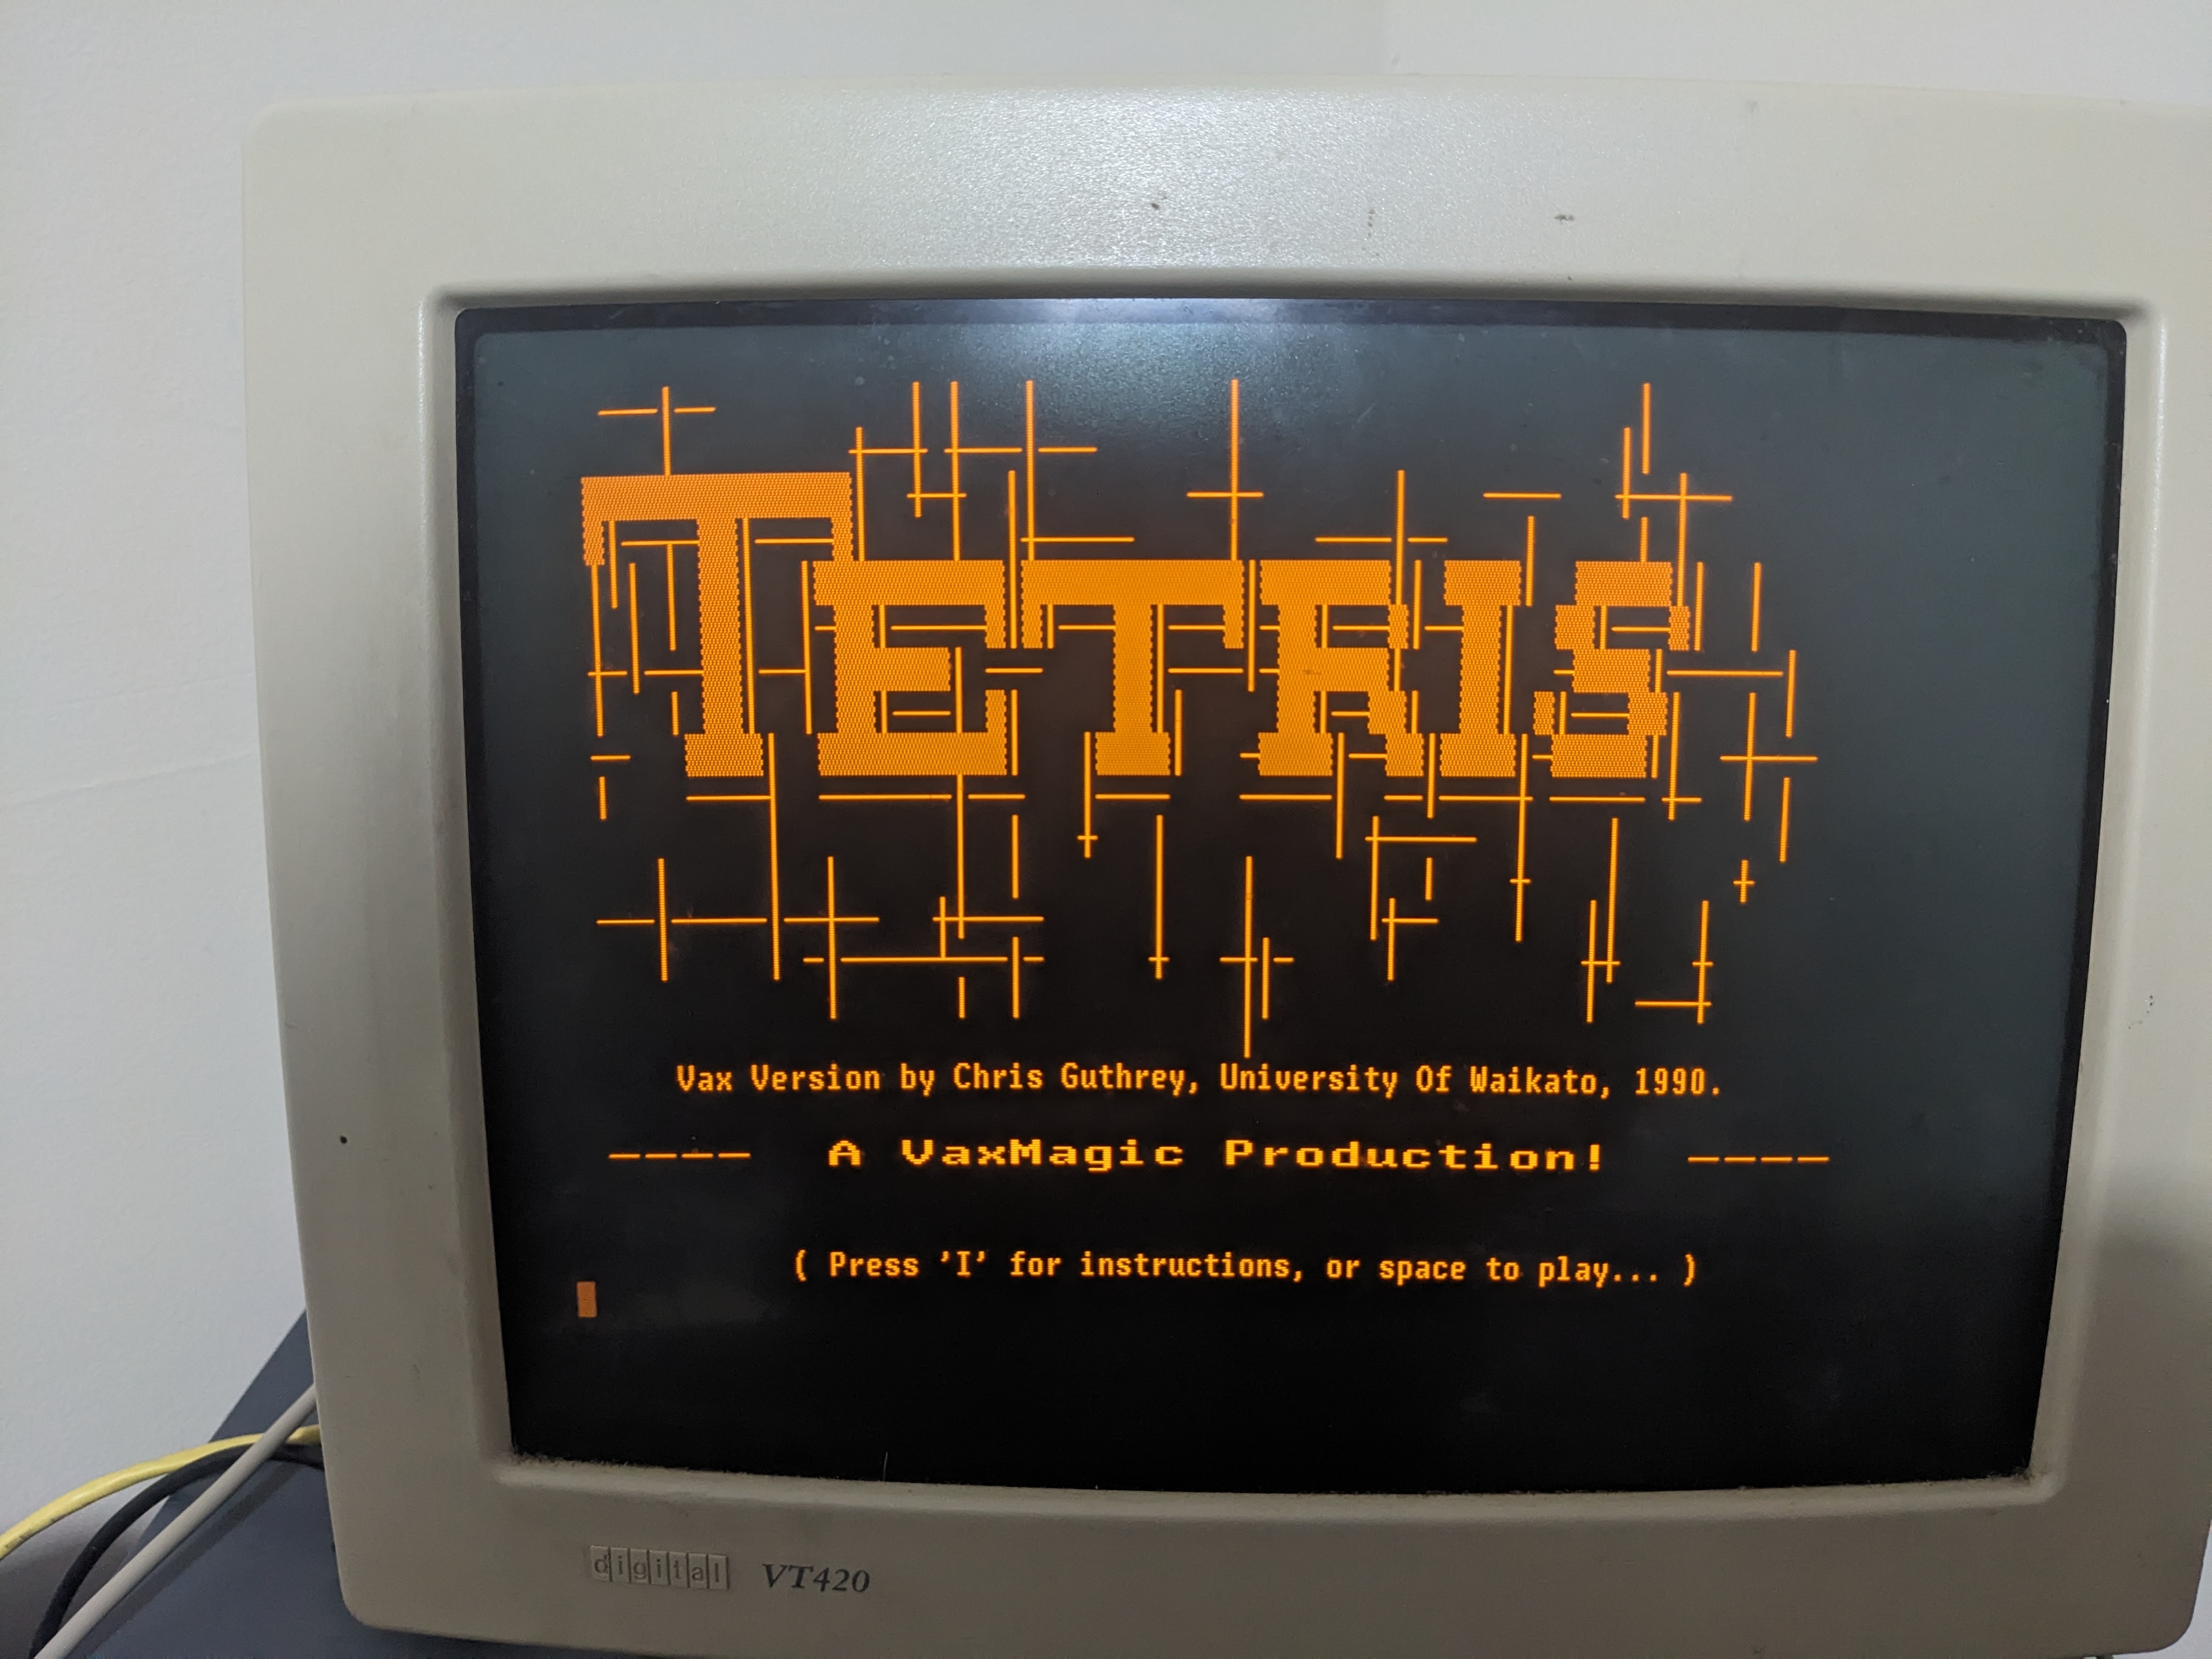 TETRIS
Vax Version by Chris Guthrey, University Of Waikato, 1990.
---- A VaxMagic Production! ----
( Press 'I' for instructions, or space to play... )
digital VT420